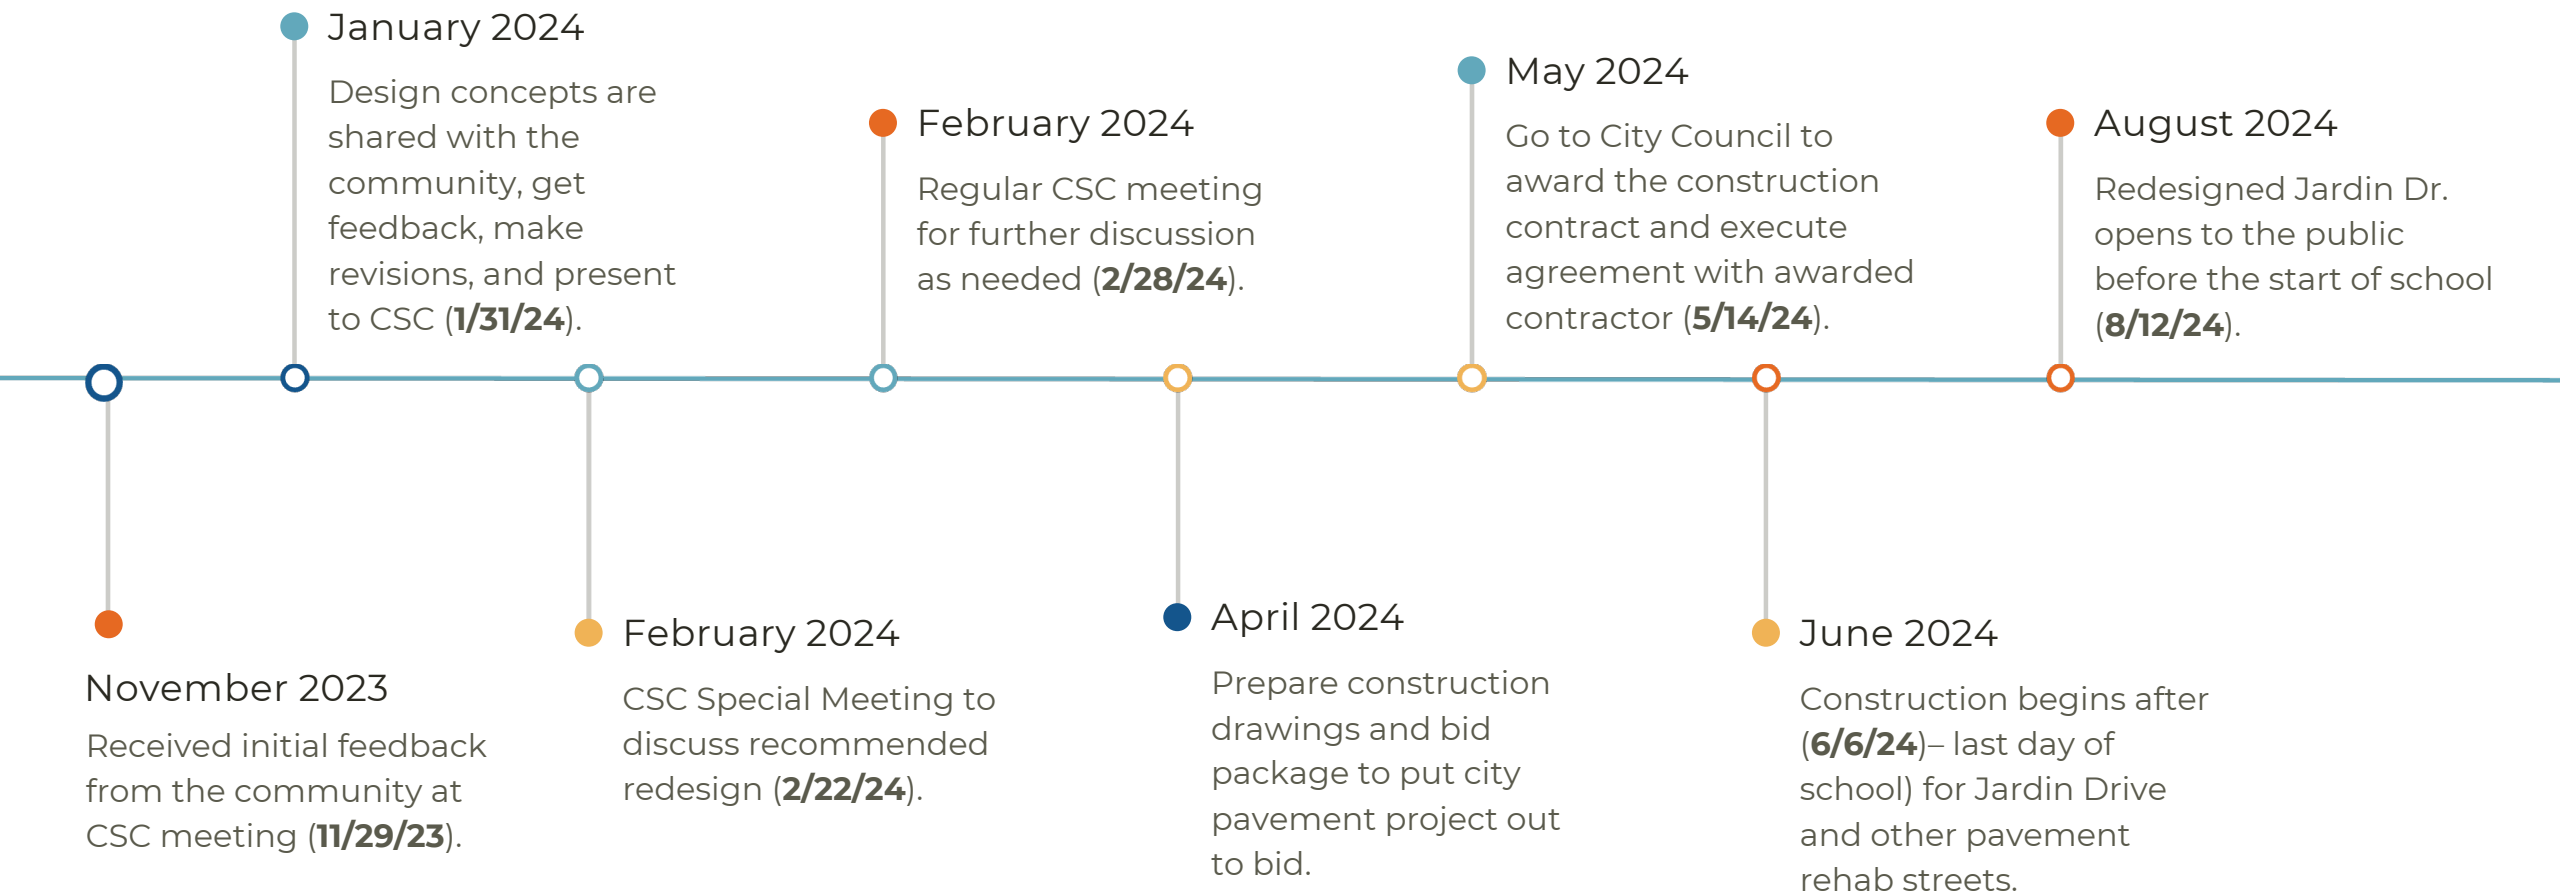 January 2024
Design concepts are
shared with the
community, get
feedback, make
revisions, and present
to CSC (1/31/24).
February 2024
Regular CSC meeting
for further discussion
as needed (2/28/24).
May 2024
Go to City Council to
award the construction
contract and execute
agreement with awarded
contractor (5/14/24).
August 2024
Redesigned Jardin Dr.
opens to the public
before the start of school
(8/12/24).
November 2023
Received initial feedback
from the community at
CSC meeting (11/29/23).
February 2024
CSC Special Meeting to
discuss recommended
redesign (2/22/24).
April 2024
Prepare construction
drawings and bid
package to put city
pavement project out
to bid.
June 2024
Construction begins after
(6/6/24)– last day of
school) for Jardin Drive
and other pavement
rehab streets.